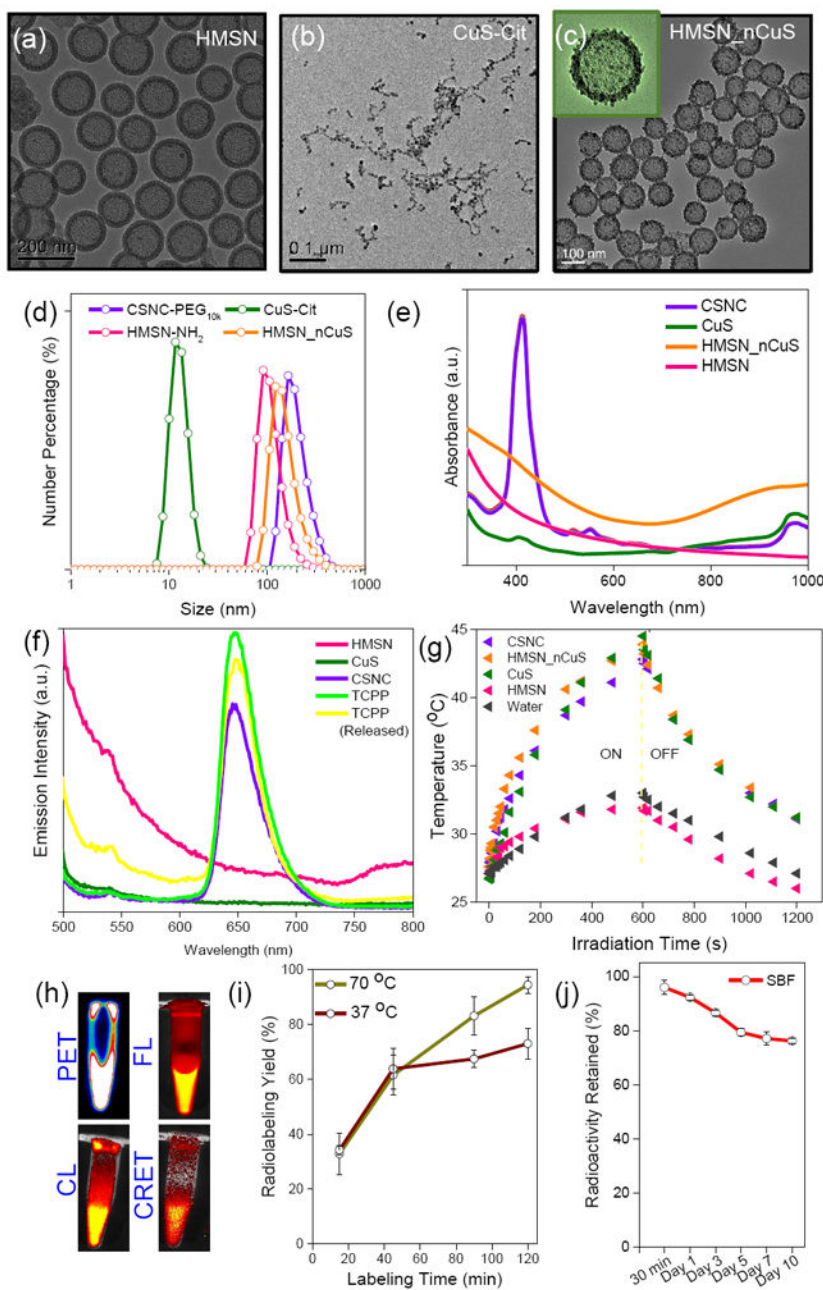 (a)
HMSN
200 nm
(b)
CuS-Cit
0.1 µm
(c)
HMSN_nCuS
100 nm
(d)
CSNC-PEG10k
CuS-Cit
HMSN-NH2
HMSN_nCuS
Number Percentage (%)
1
10
100
1000
Size (nm)
(e)
CSNC
CuS
HMSN_nCuS
HMSN
Absorbance (a.u.)
400
600
800
1000
Wavelength (nm)
(f)
HMSN
CuS
CSNC
TCPP
TCPP
(Released)
Emission Intensity (a.u.)
500
550
600
650
700
750
800
Wavelength (nm)
(g)
CSNC
HMSN_nCuS
CuS
HMSN
Water
ON
OFF
Temperature (°C)
45
40
35
30
25
0
200
400
600
800
1000
1200
Irradiation Time (s)
(h)
PET
FL
CL
CRET
(i)
70 °C
37 °C
Radiolabeling Yield (%)
100
80
60
40
20
0
0
20
40
60
80
100
120
Labeling Time (min)
(j)
SBF
Radioactivity Retained (%)
100
80
60
40
20
0
30 min
Day 1
Day 3
Day 5
Day 7
Day 10